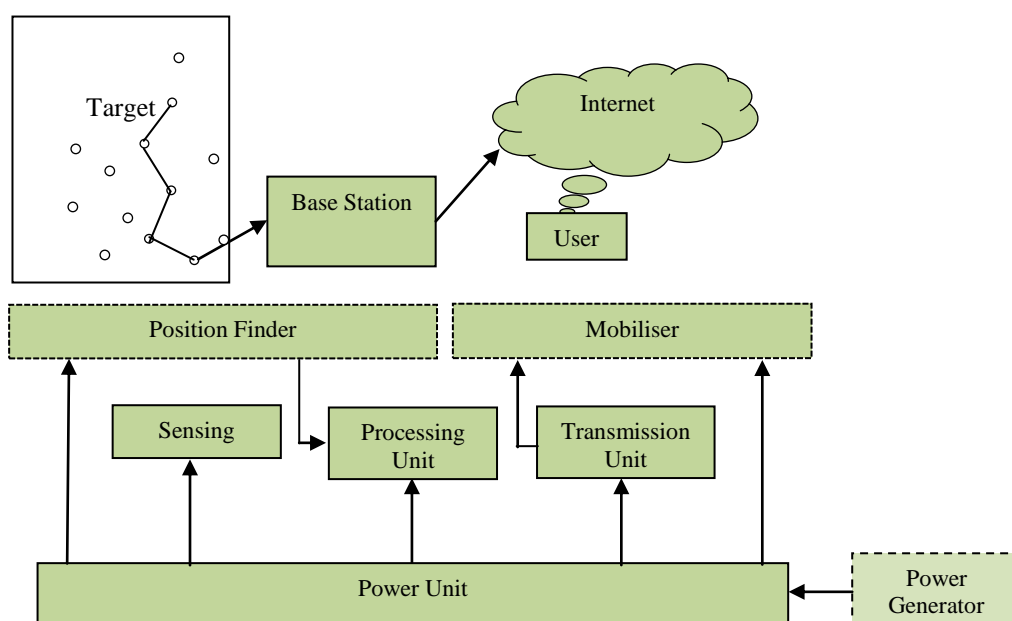 Target
Internet
Base Station
User
Position Finder
Mobiliser
Sensing
Processing
Unit
Transmission
Unit
Power Unit
Power
Generator